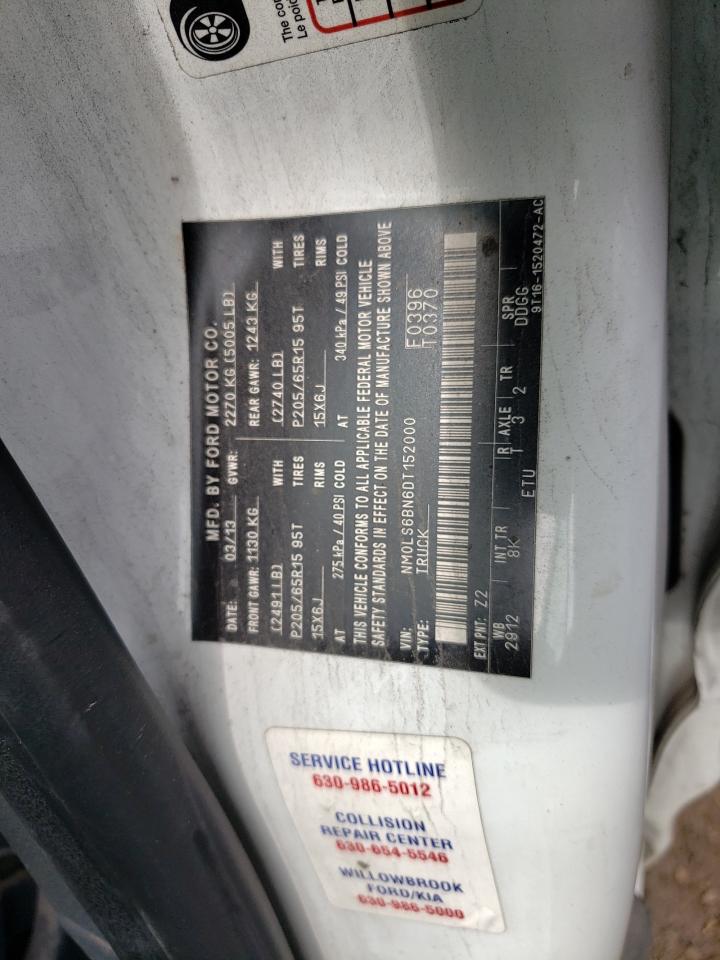 The co
Le poid
MFD. BY FORD MOTOR CO.
DATE: 03/13 GVWR: 2270 KG (5005 LB)
FRONT GAWR: 1130 KG REAR GAWR: 1243 KG
(2491 LB) WITH (2740 LB) WITH
P205/65R15 95T TIRES P205/65R15 95T TIRES
15X6J RIMS 15X6J RIMS
AT 275 kPa / 40 PSI COLD AT 340 kPa / 49 PSI COLD
THIS VEHICLE CONFORMS TO ALL APPLICABLE FEDERAL MOTOR VEHICLE
SAFETY STANDARDS IN EFFECT ON THE DATE OF MANUFACTURE SHOWN ABOVE
VIN: NM0LS6BN6DT152000 F0396
TYPE: TRUCK T0370
EXT PNT: Z2
WB INT TR R AXLE TR SPR
2912 8K T 3 2 DDGG
ETU 9T16-1520472-AC
SERVICE HOTLINE
630-986-5012
COLLISION
REPAIR CENTER
630-654-5546
WILLOWBROOK
FORD/KIA
630-986-5000